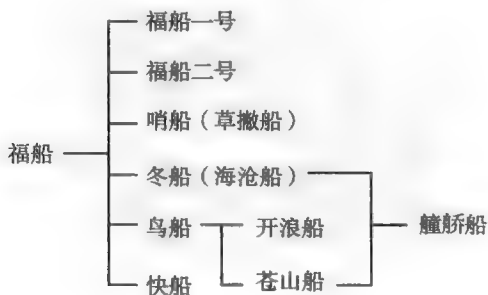 福船一号
福船二号
哨船（草撇船）
福船
冬船（海沧船）
鸟船 开浪船 艟䑠船
快船 苍山船